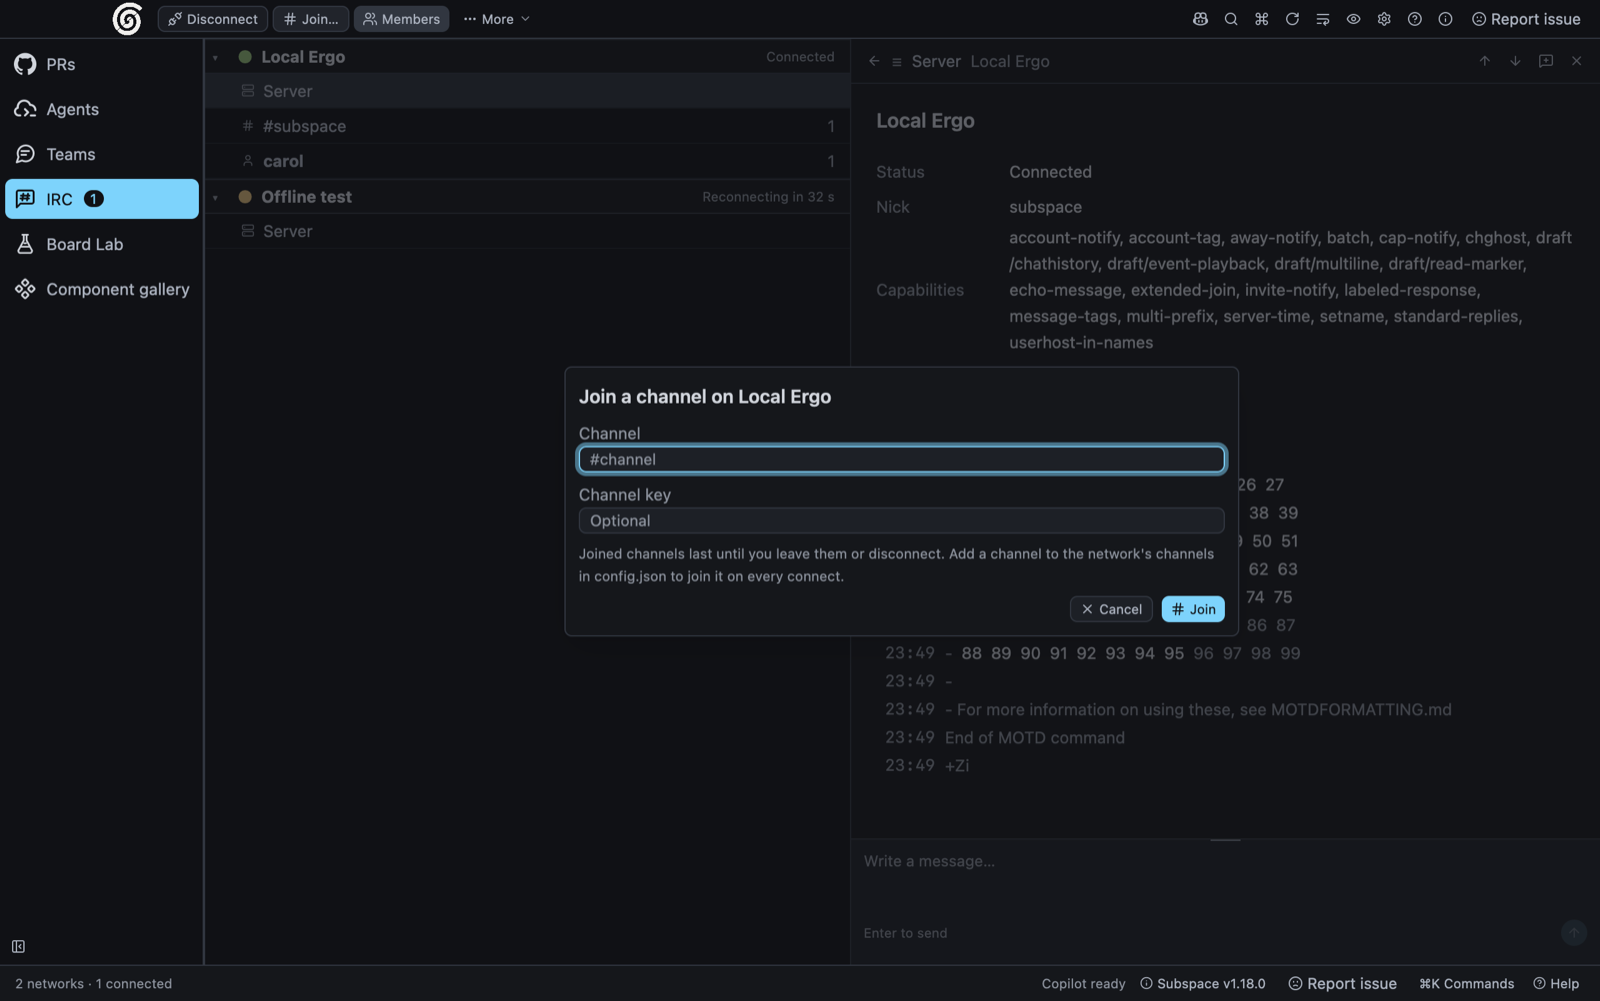 Disconnect
Join...
Members
More
Report issue
PRs
Agents
Teams
IRC 1
Board Lab
Component gallery
Local Ergo
Connected
Server
#subspace
1
carol
1
Offline test
Reconnecting in 32 s
Server
Server Local Ergo
Local Ergo
Status Connected
Nick subspace
Capabilities
account-notify, account-tag, away-notify, batch, cap-notify, chghost, draft
/chathistory, draft/event-playback, draft/multiline, draft/read-marker,
echo-message, extended-join, invite-notify, labeled-response,
message-tags, multi-prefix, server-time, setname, standard-replies,
userhost-in-names
Join a channel on Local Ergo
Channel
#channel
Channel key
Optional
Joined channels last until you leave them or disconnect. Add a channel to the network's channels
in config.json to join it on every connect.
Cancel
# Join
26 27
38 39
50 51
62 63
74 75
86 87
23:49 - 88 89 90 91 92 93 94 95 96 97 98 99
23:49 -
23:49 - For more information on using these, see MOTDFORMATTING.md
23:49 End of MOTD command
23:49 +Zi
Write a message...
Enter to send
2 networks · 1 connected
Copilot ready
Subspace v1.18.0
Report issue
⌘K Commands
Help